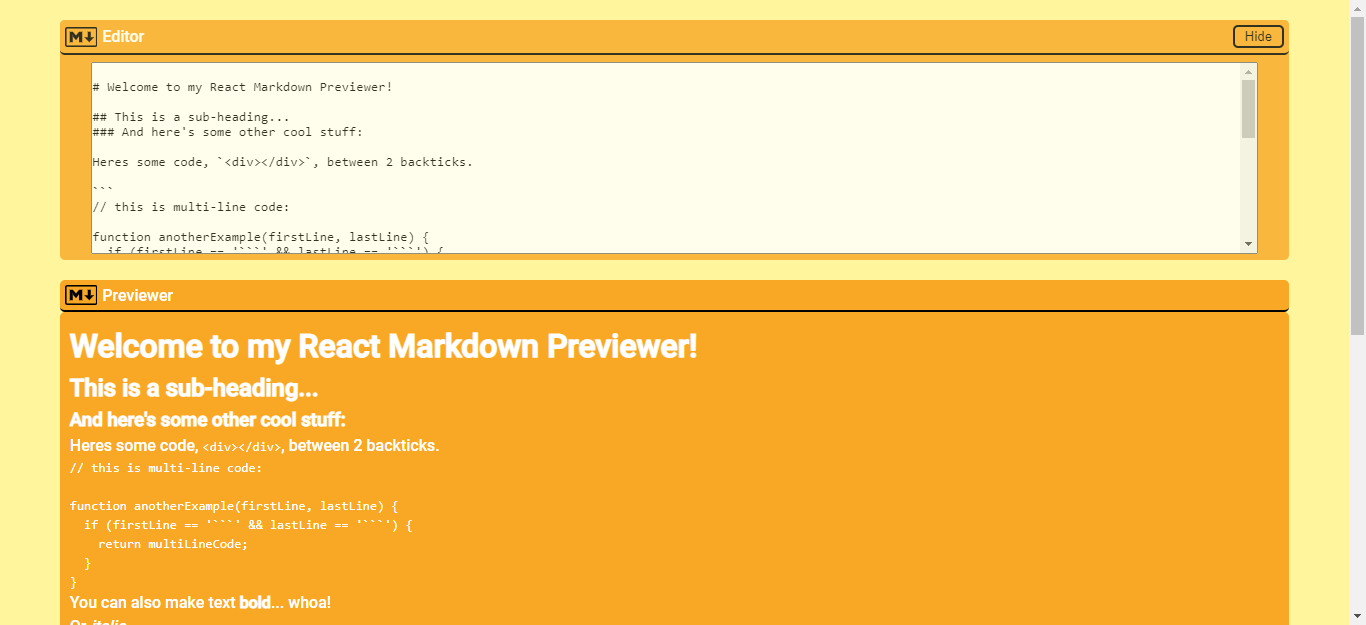 M↓ Editor
Hide
# Welcome to my React Markdown Previewer!
## This is a sub-heading...
### And here's some other cool stuff:
Heres some code, `<div></div>`, between 2 backticks.
```
// this is multi-line code:
function anotherExample(firstLine, lastLine) {
  if (firstLine == '```' && lastLine == '```') {
M↓ Previewer
Welcome to my React Markdown Previewer!
This is a sub-heading...
And here's some other cool stuff:
Heres some code, <div></div>, between 2 backticks.
// this is multi-line code:
function anotherExample(firstLine, lastLine) {
  if (firstLine == '```' && lastLine == '```') {
    return multiLineCode;
  }
}
You can also make text bold... whoa!
Or italic